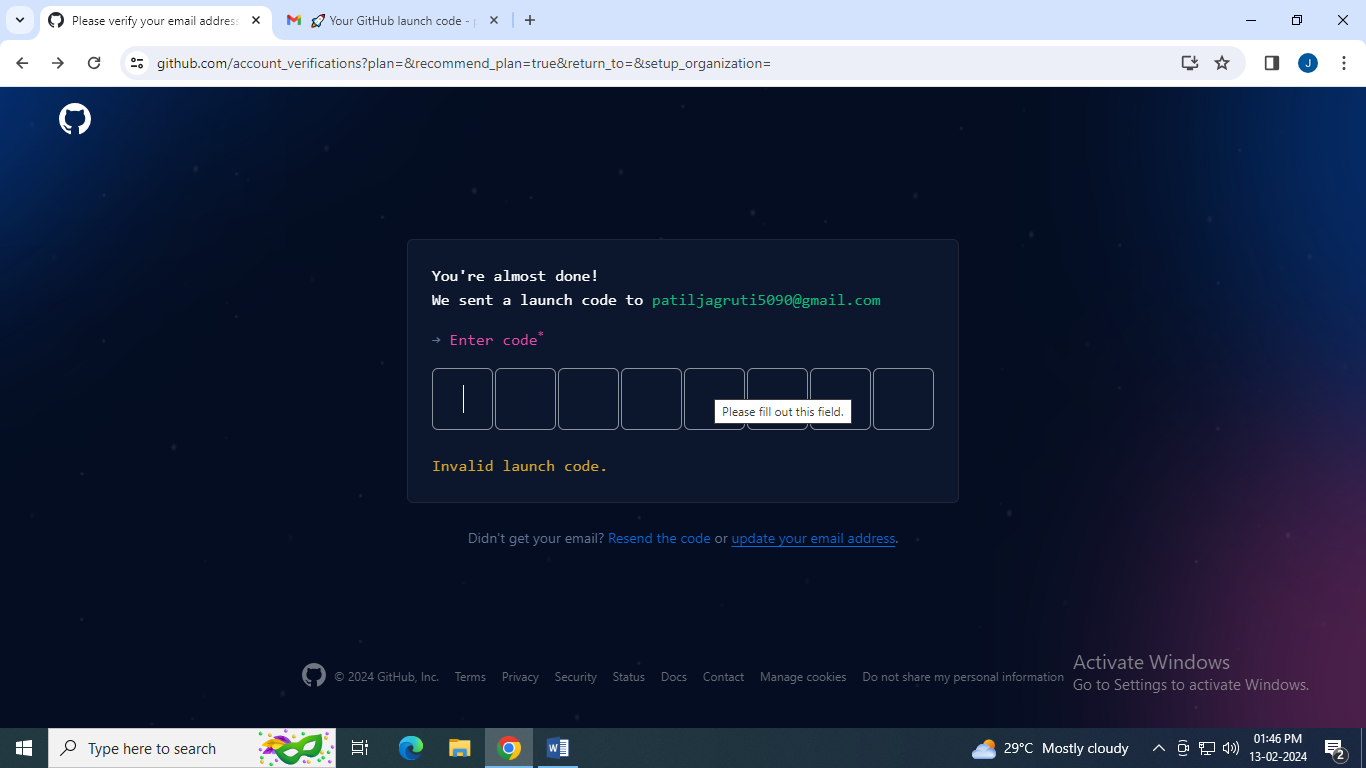 Please verify your email address
Your GitHub launch code -
github.com/account_verifications?plan=&recommend_plan=true&return_to=&setup_organization=
J
You're almost done!
We sent a launch code to patiljagruti5090@gmail.com
→ Enter code*
Please fill out this field.
Invalid launch code.
Didn't get your email? Resend the code or update your email address.
Activate Windows
Go to Settings to activate Windows.
© 2024 GitHub, Inc. Terms Privacy Security Status Docs Contact Manage cookies Do not share my personal information
Type here to search
29°C Mostly cloudy
01:46 PM
13-02-2024
2